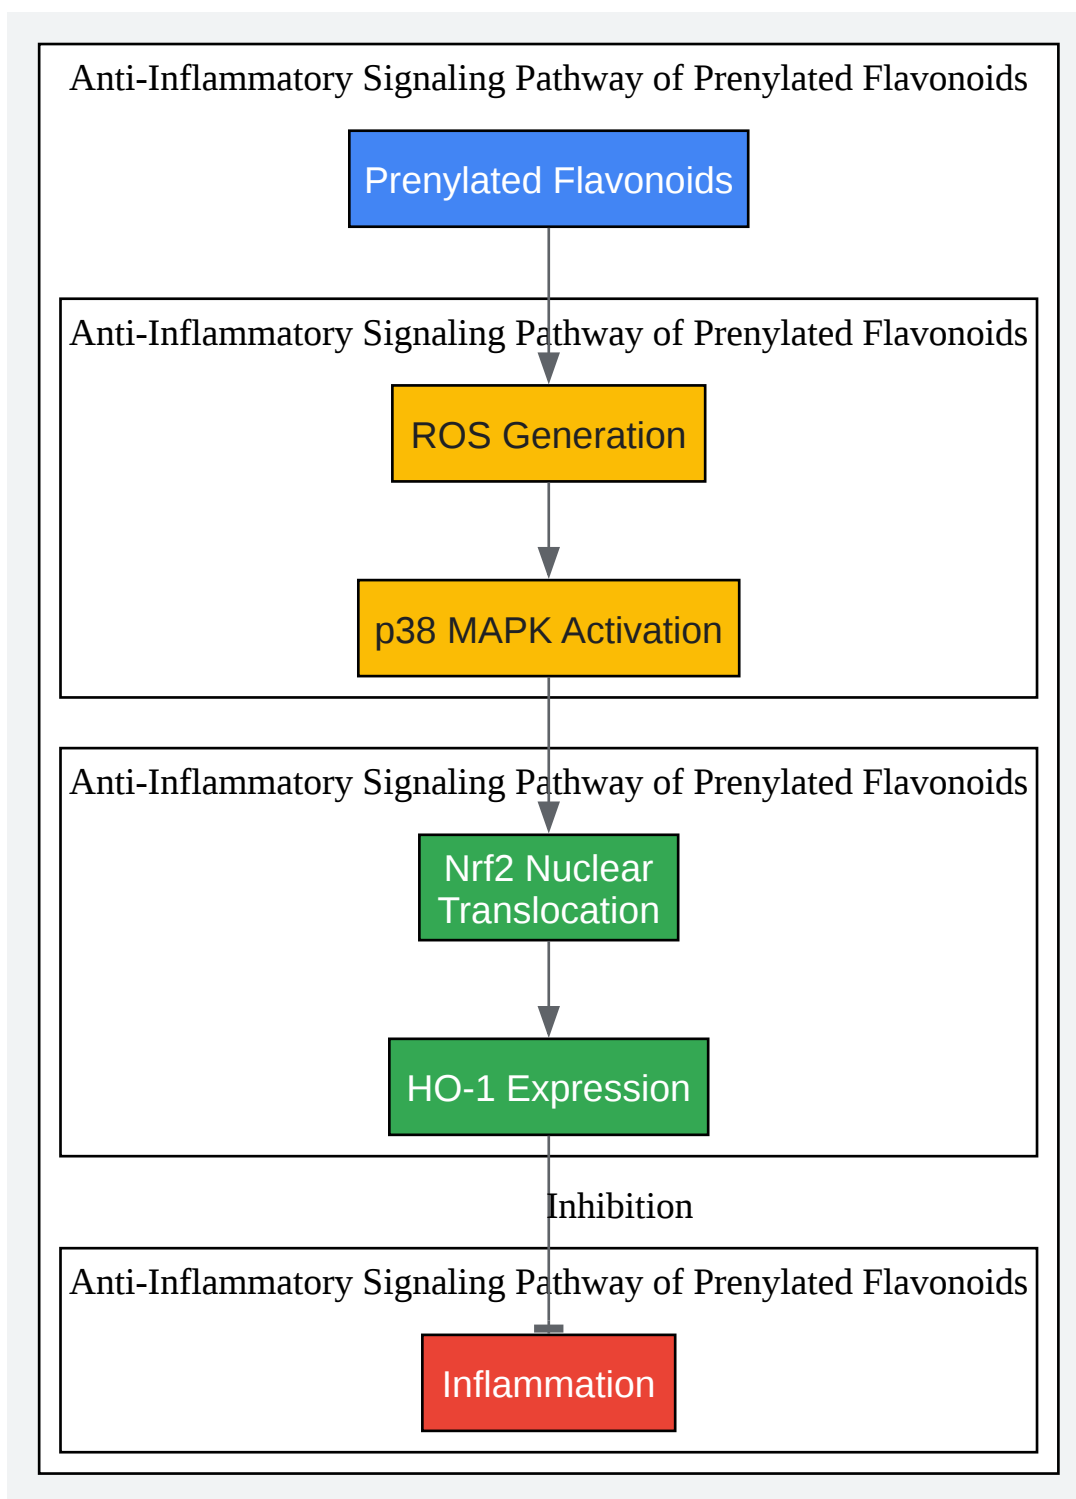 Anti-Inflammatory Signaling Pathway of Prenylated Flavonoids
Prenylated Flavonoids
Anti-Inflammatory Signaling Pathway of Prenylated Flavonoids
ROS Generation
p38 MAPK Activation
Anti-Inflammatory Signaling Pathway of Prenylated Flavonoids
Nrf2 Nuclear
Translocation
HO-1 Expression
Inhibition
Anti-Inflammatory Signaling Pathway of Prenylated Flavonoids
Inflammation